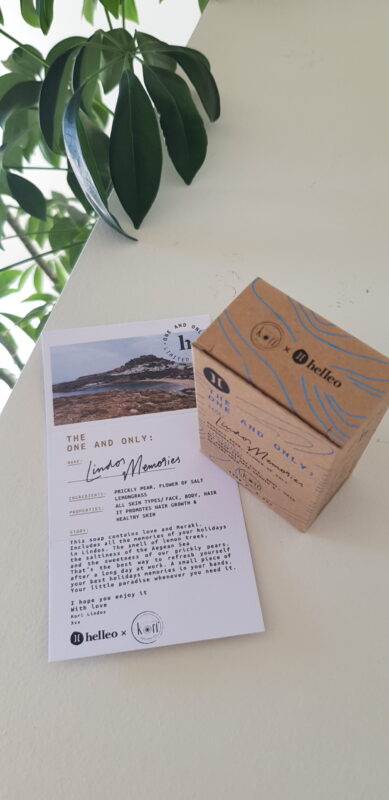 ONE AND ONLY
LIMITED
THE
ONE AND ONLY:
NAME:
Lindos Memories
INGREDIENTS:
PRICKLY PEAR, FLOWER OF SALT
LEMONGRASS
PROPERTIES:
ALL SKIN TYPES/ FACE, BODY, HAIR
IT PROMOTES HAIR GROWTH &
HEALTHY SKIN
STORY:
This soap contains love and Meraki.
Includes all the memories of your holidays
in Lindos. The smell of lemon trees,
the saltiness of the Aegean Sea
and the sweetness of our prickly pears.
That's the best way to refresh yourself
after a long day at work. A small piece of
your best holidays memories in your hands.
Your little paradise whenever you need it.
I hope you enjoy it
With love
Kori Lindos
Xxx
helleo × kori
kori × helleo
THE
ONE AND ONLY:
Lindos Memories